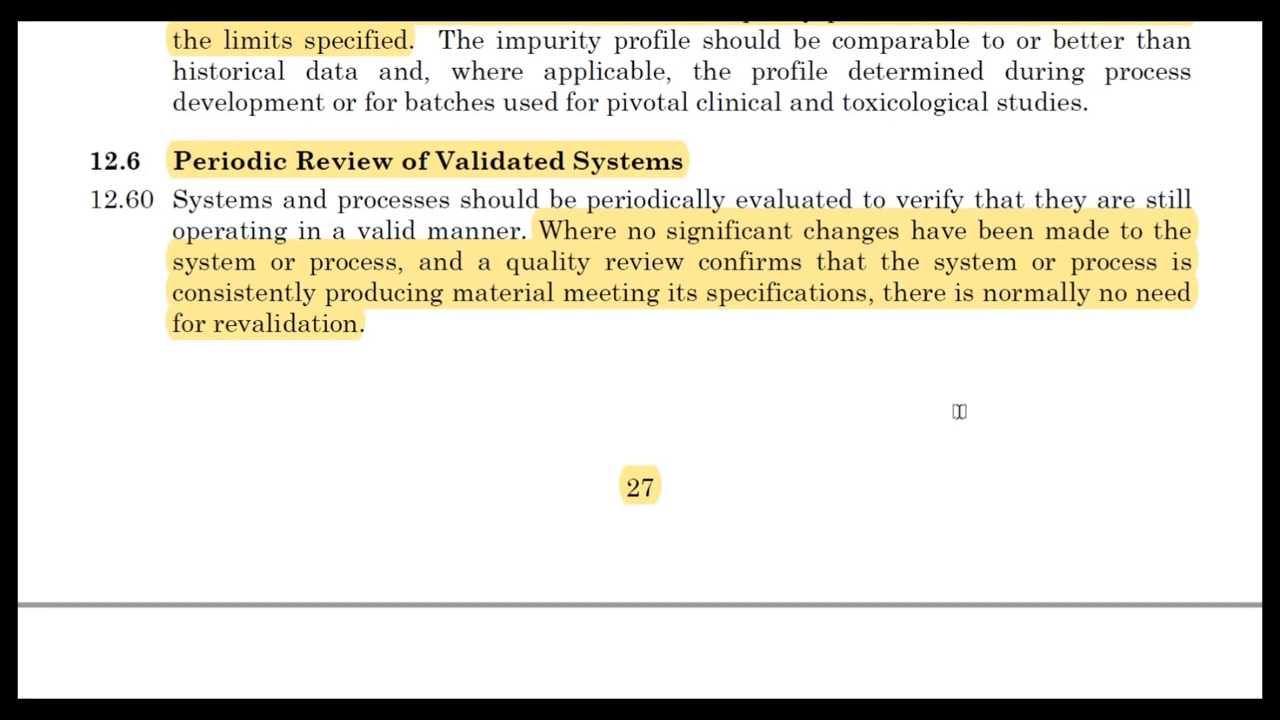 the limits specified. The impurity profile should be comparable to or better than
historical data and, where applicable, the profile determined during process
development or for batches used for pivotal clinical and toxicological studies.
12.6 Periodic Review of Validated Systems
12.60 Systems and processes should be periodically evaluated to verify that they are still
operating in a valid manner. Where no significant changes have been made to the
system or process, and a quality review confirms that the system or process is
consistently producing material meeting its specifications, there is normally no need
for revalidation.
27